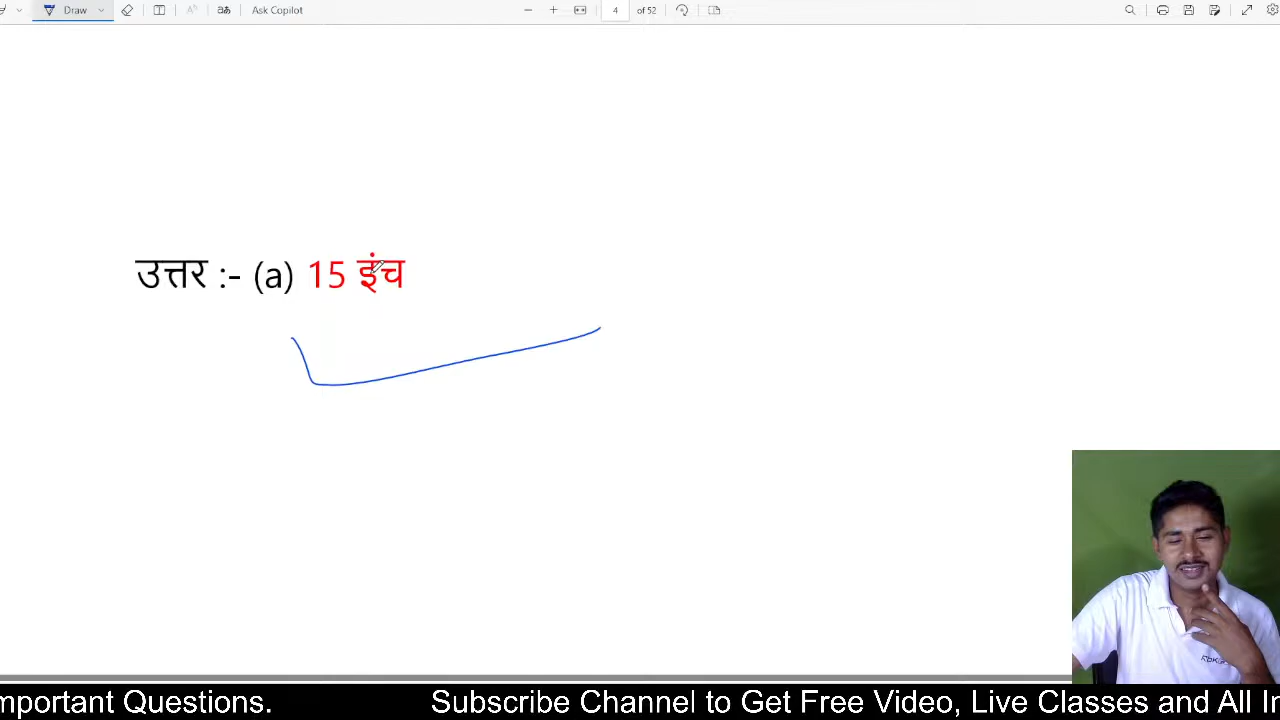 Draw
Ask Copilot
4 of 52
उत्तर :- (a) 15 इंच
mportant Questions. Subscribe Channel to Get Free Video, Live Classes and All I